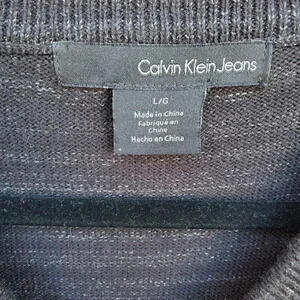 Calvin Klein Jeans
L/G
Made in China
Fabriqué en
Chine
Hecho en China